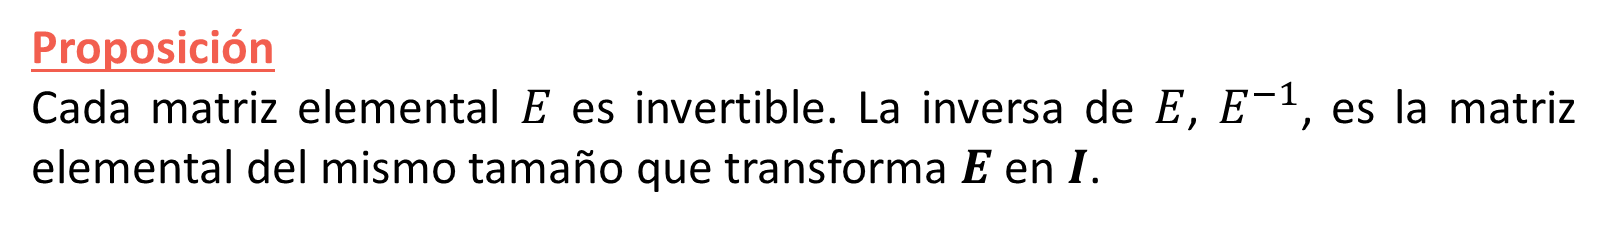 Proposición
Cada matriz elemental E es invertible. La inversa de E, E⁻¹, es la matriz
elemental del mismo tamaño que transforma E en I.